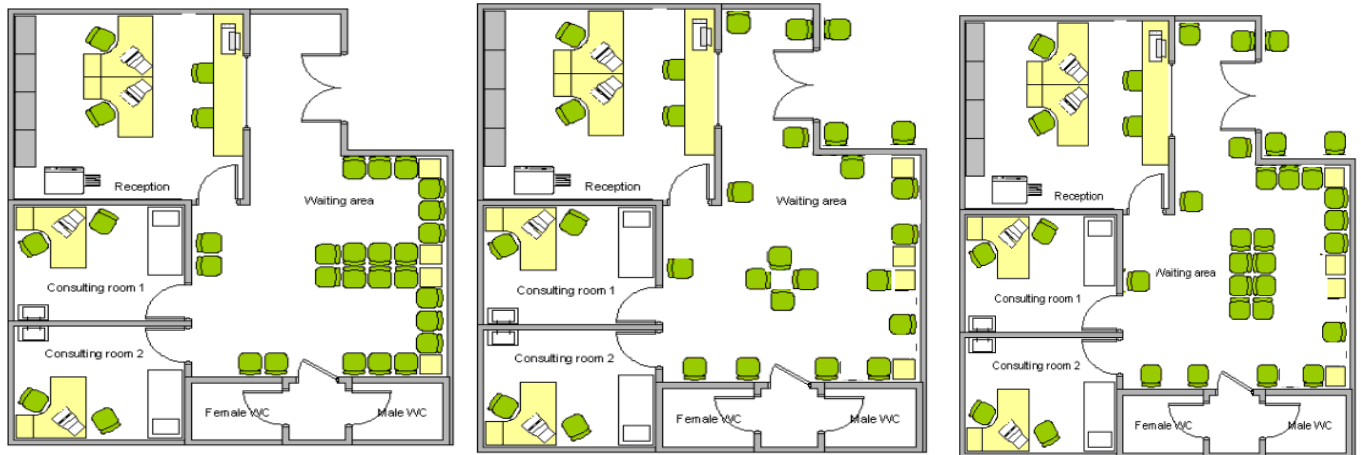 Reception
Waiting area
Consulting room 1
Consulting room 2
Female WC
Male WC
Reception
Waiting area
Consulting room 1
Consulting room 2
Female WC
Male WC
Reception
Waiting area
Consulting room 1
Consulting room 2
Female WC
Male WC